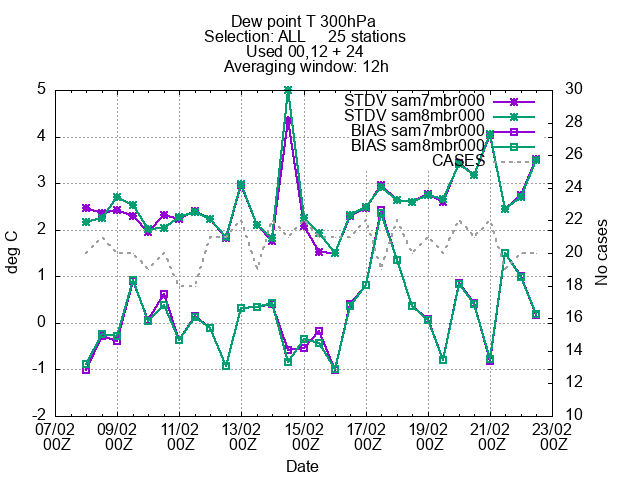 Dew point T 300hPa
Selection: ALL 25 stations
Used 00,12 + 24
Averaging window: 12h
STDV sam7mbr000
STDV sam8mbr000
BIAS sam7mbr000
BIAS sam8mbr000
CASES
deg C
5
4
3
2
1
0
-1
-2
No cases
30
28
26
24
22
20
18
16
14
12
10
07/02 09/02 11/02 13/02 15/02 17/02 19/02 21/02 23/02
00Z 00Z 00Z 00Z 00Z 00Z 00Z 00Z 00Z
Date